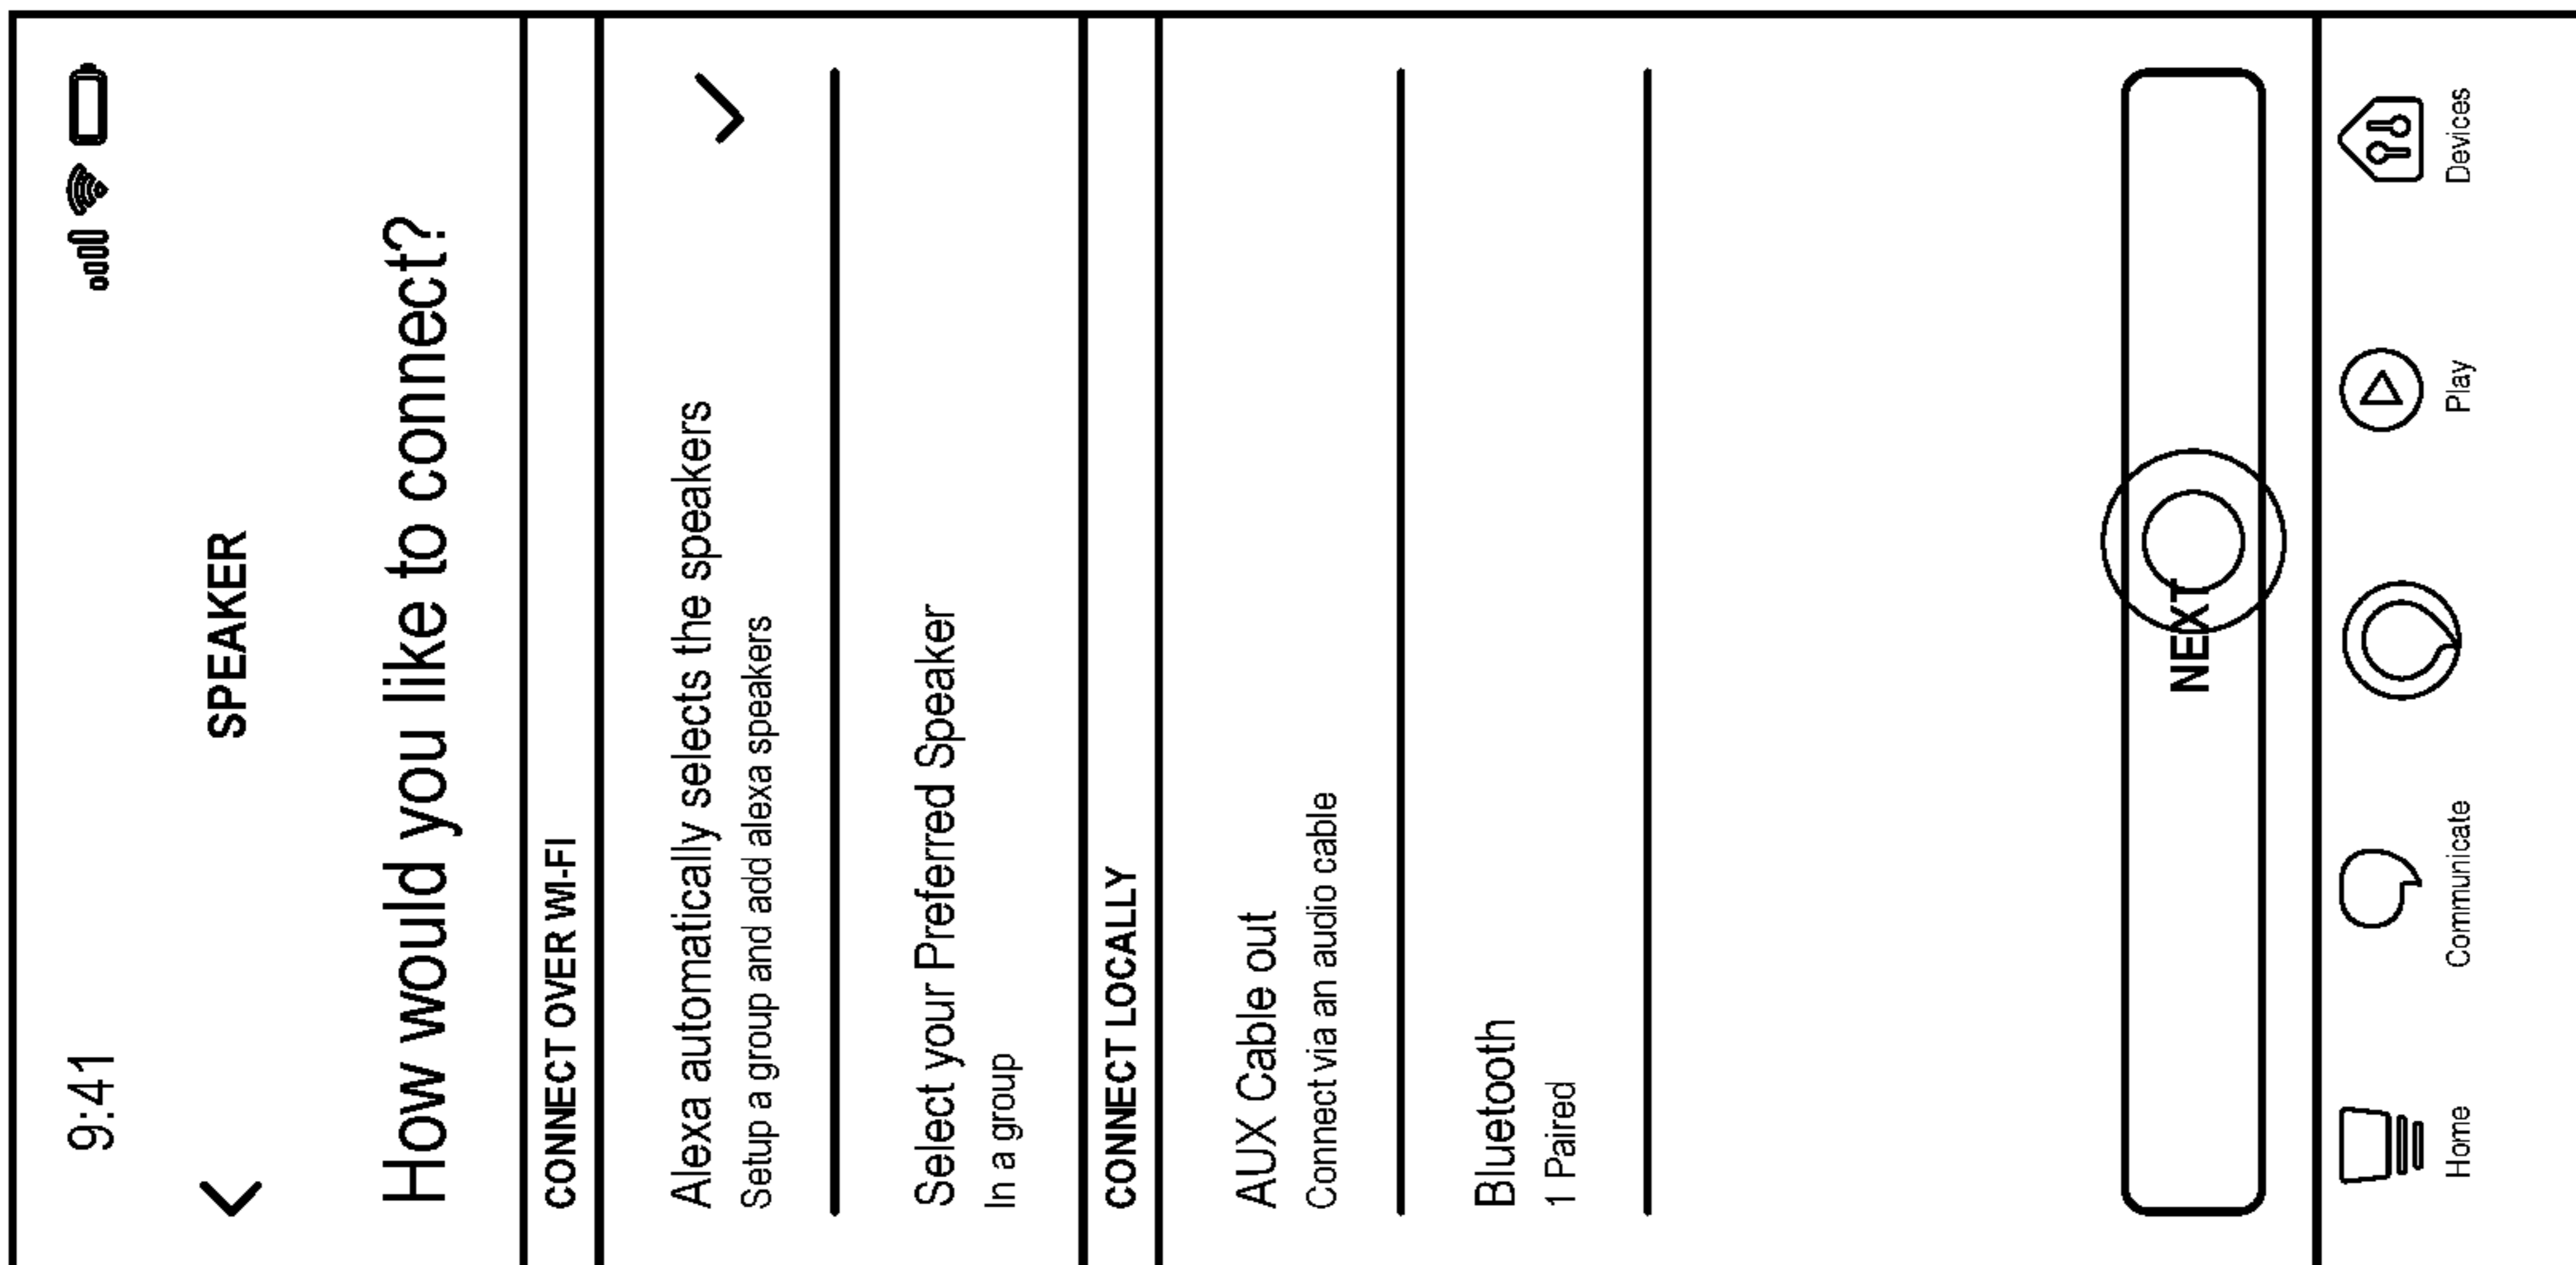 9:41
SPEAKER
How would you like to connect?
CONNECT OVER WI-FI
Alexa automatically selects the speakers
Setup a group and add alexa speakers
Select your Preferred Speaker
In a group
CONNECT LOCALLY
AUX Cable out
Connect via an audio cable
Bluetooth
1 Paired
NEXT
Home Communicate Play Devices